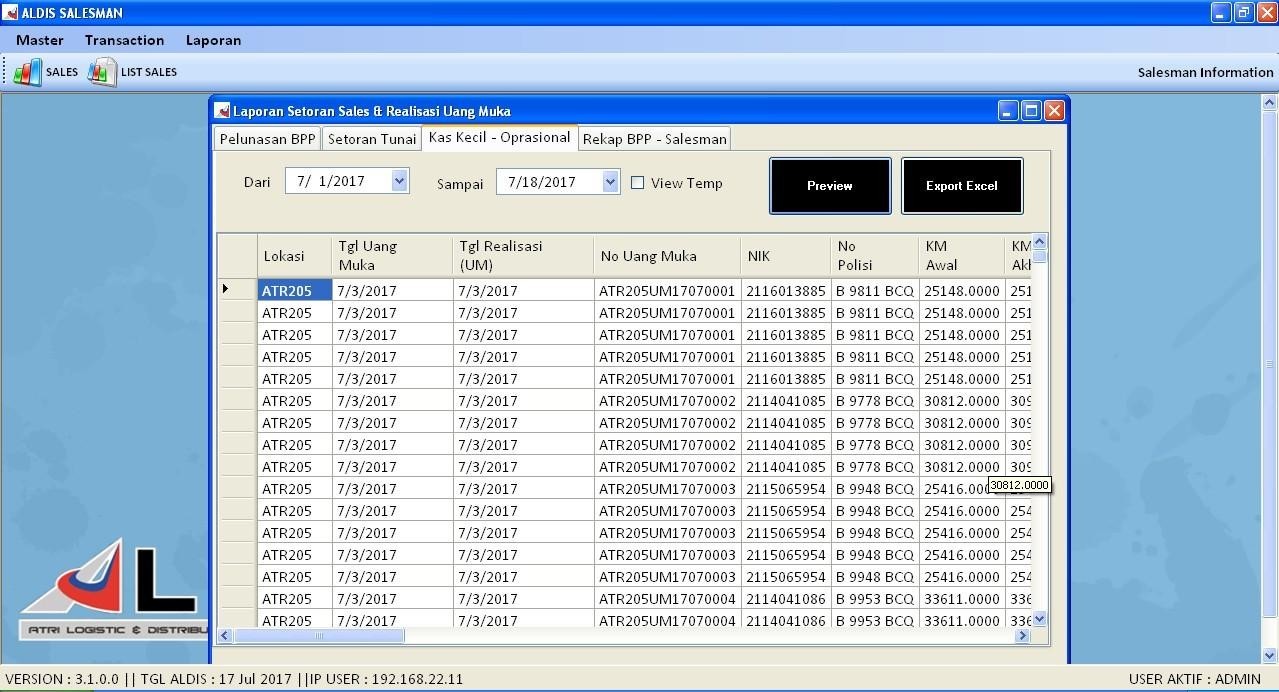 ALDIS SALESMAN
Master Transaction Laporan
SALES LIST SALES Salesman Information
Laporan Setoran Sales & Realisasi Uang Muka
Pelunasan BPP Setoran Tunai Kas Kecil - Oprasional Rekap BPP - Salesman
Dari 7/ 1/2017 Sampai 7/18/2017 View Temp Preview Export Excel
Lokasi Tgl Uang Muka Tgl Realisasi (UM) No Uang Muka NIK No Polisi KM Awal KM
ATR205 7/3/2017 7/3/2017 ATR205UM17070001 2116013885 B 9811 BCQ 25148.0000 251
ATR205 7/3/2017 7/3/2017 ATR205UM17070001 2116013885 B 9811 BCQ 25148.0000 251
ATR205 7/3/2017 7/3/2017 ATR205UM17070001 2116013885 B 9811 BCQ 25148.0000 251
ATR205 7/3/2017 7/3/2017 ATR205UM17070001 2116013885 B 9811 BCQ 25148.0000 251
ATR205 7/3/2017 7/3/2017 ATR205UM17070001 2116013885 B 9811 BCQ 25148.0000 251
ATR205 7/3/2017 7/3/2017 ATR205UM17070002 2114041085 B 9778 BCQ 30812.0000 309
ATR205 7/3/2017 7/3/2017 ATR205UM17070002 2114041085 B 9778 BCQ 30812.0000 309
ATR205 7/3/2017 7/3/2017 ATR205UM17070002 2114041085 B 9778 BCQ 30812.0000 309
ATR205 7/3/2017 7/3/2017 ATR205UM17070002 2114041085 B 9778 BCQ 30812.0000 309
30812.0000
ATR205 7/3/2017 7/3/2017 ATR205UM17070003 2115065954 B 9948 BCQ 25416.00
ATR205 7/3/2017 7/3/2017 ATR205UM17070003 2115065954 B 9948 BCQ 25416.0000 254
ATR205 7/3/2017 7/3/2017 ATR205UM17070003 2115065954 B 9948 BCQ 25416.0000 254
ATR205 7/3/2017 7/3/2017 ATR205UM17070003 2115065954 B 9948 BCQ 25416.0000 254
ATR205 7/3/2017 7/3/2017 ATR205UM17070003 2115065954 B 9948 BCQ 25416.0000 254
ATR205 7/3/2017 7/3/2017 ATR205UM17070004 2114041086 B 9953 BCQ 33611.0000 336
ATR205 7/3/2017 7/3/2017 ATR205UM17070004 2114041086 B 9953 BCQ 33611.0000 336
AL
ATRI LOGISTIC & DISTRIBU
VERSION : 3.1.0.0 || TGL ALDIS : 17 Jul 2017 ||IP USER : 192.168.22.11 USER AKTIF : ADMIN